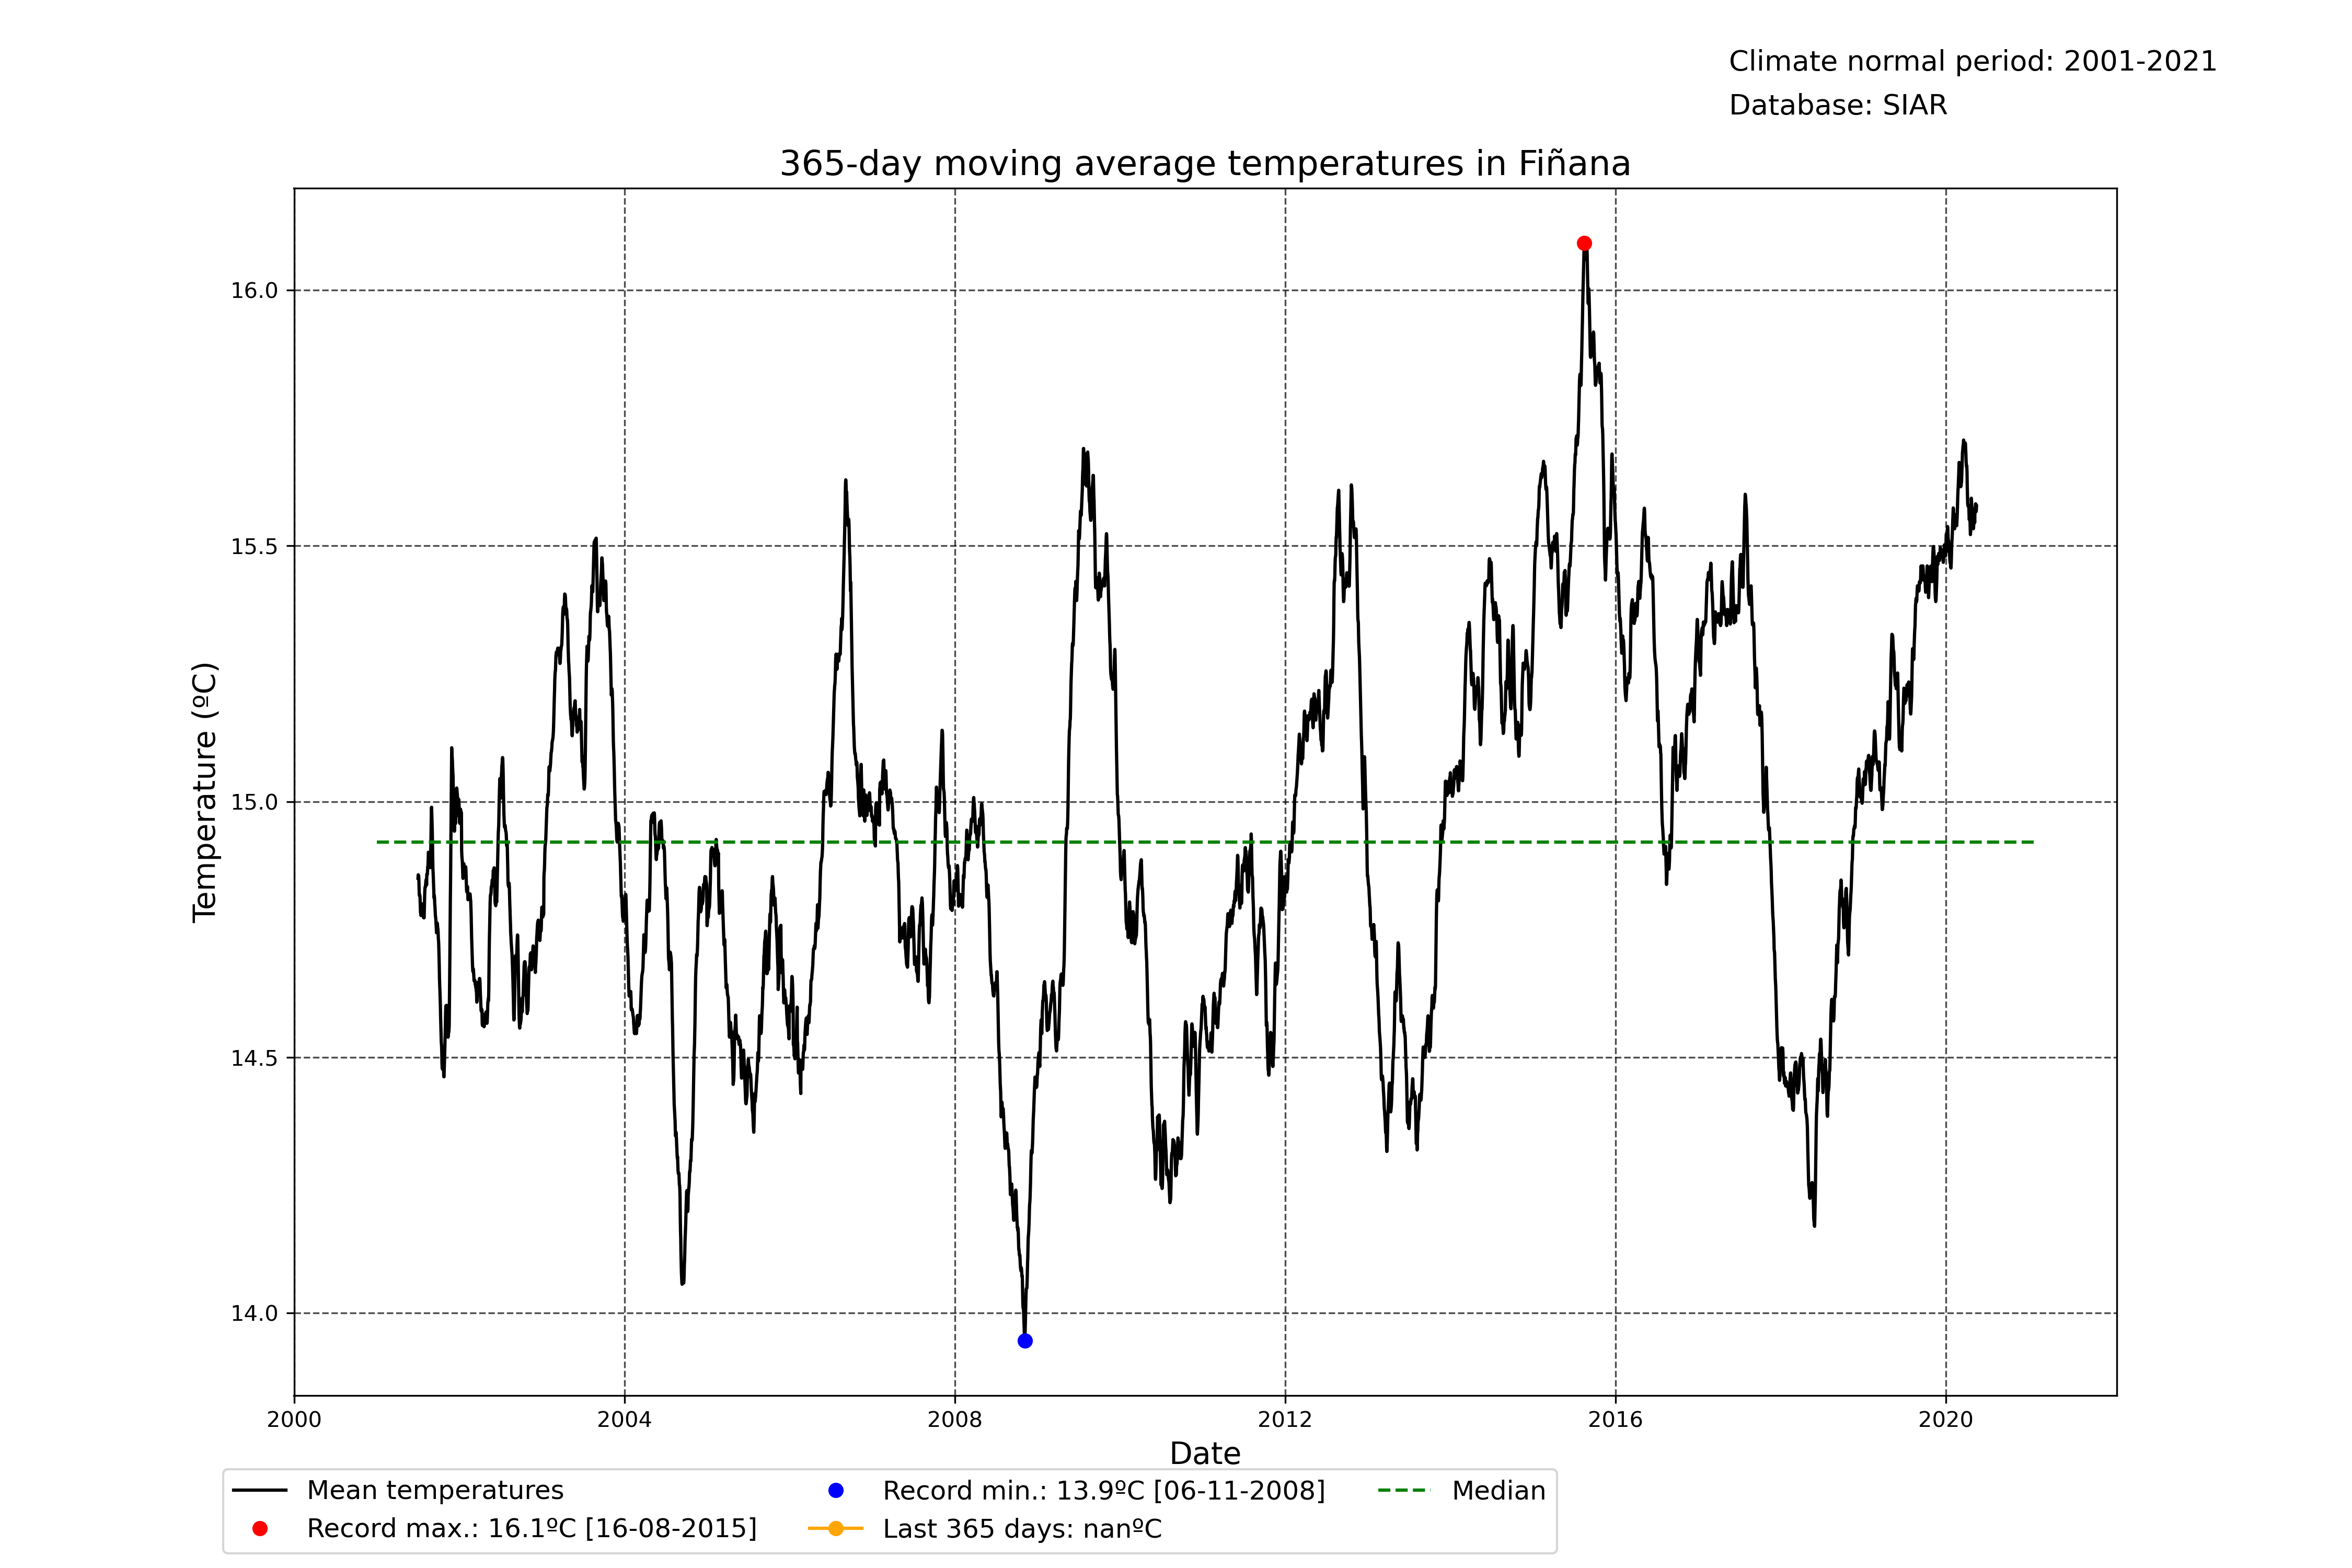 Climate normal period: 2001-2021
Database: SIAR
365-day moving average temperatures in Fiñana
Temperature (ºC)
16.0
15.5
15.0
14.5
14.0
2000 2004 2008 2012 2016 2020
Date
Mean temperatures
Record max.: 16.1ºC [16-08-2015]
Record min.: 13.9ºC [06-11-2008]
Last 365 days: nanºC
Median